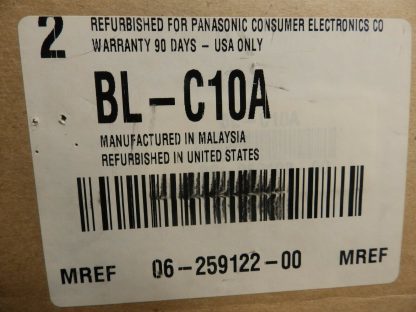 2 REFURBISHED FOR PANASONIC CONSUMER ELECTRONICS CO
WARRANTY 90 DAYS - USA ONLY
BL-C10A
MANUFACTURED IN MALAYSIA
REFURBISHED IN UNITED STATES
MREF 06-259122-00 MREF